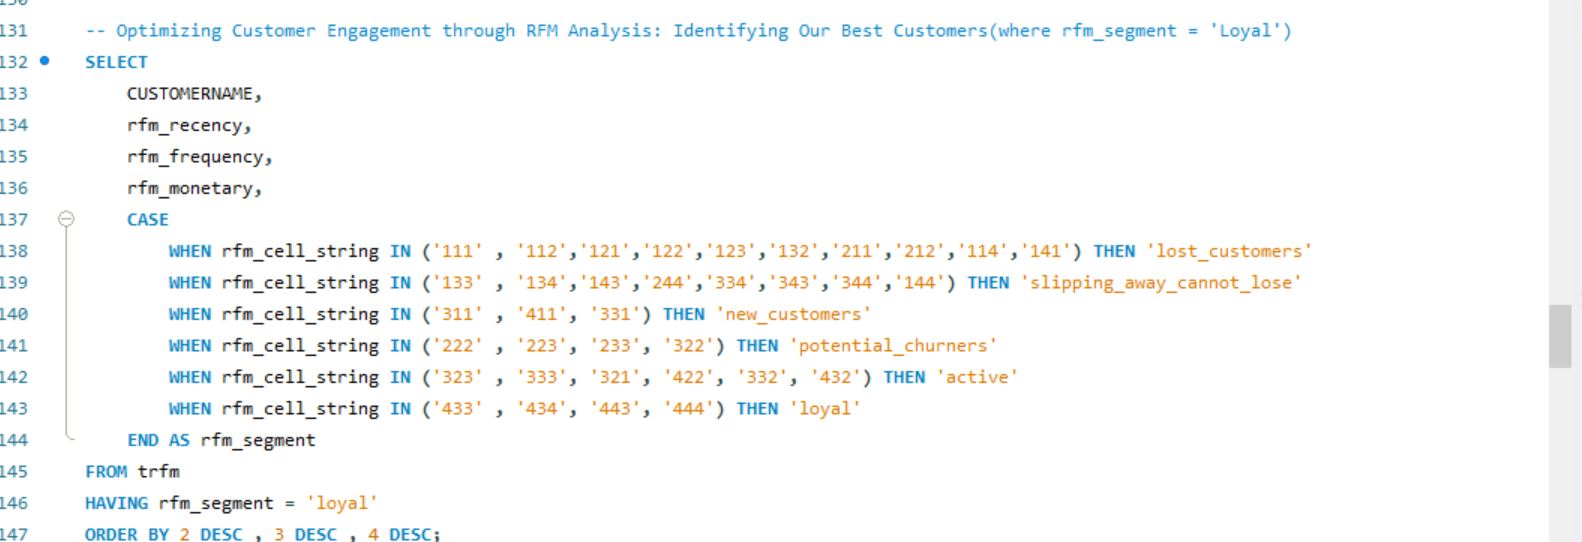 131 -- Optimizing Customer Engagement through RFM Analysis: Identifying Our Best Customers(where rfm_segment = 'Loyal')
132 SELECT
133 CUSTOMERNAME,
134 rfm_recency,
135 rfm_frequency,
136 rfm_monetary,
137 CASE
138 WHEN rfm_cell_string IN ('111' , '112','121','122','123','132','211','212','114','141') THEN 'lost_customers'
139 WHEN rfm_cell_string IN ('133' , '134','143','244','334','343','344','144') THEN 'slipping_away_cannot_lose'
140 WHEN rfm_cell_string IN ('311' , '411', '331') THEN 'new_customers'
141 WHEN rfm_cell_string IN ('222' , '223', '233', '322') THEN 'potential_churners'
142 WHEN rfm_cell_string IN ('323' , '333', '321', '422', '332', '432') THEN 'active'
143 WHEN rfm_cell_string IN ('433' , '434', '443', '444') THEN 'loyal'
144 END AS rfm_segment
145 FROM trfm
146 HAVING rfm_segment = 'loyal'
147 ORDER BY 2 DESC , 3 DESC , 4 DESC;